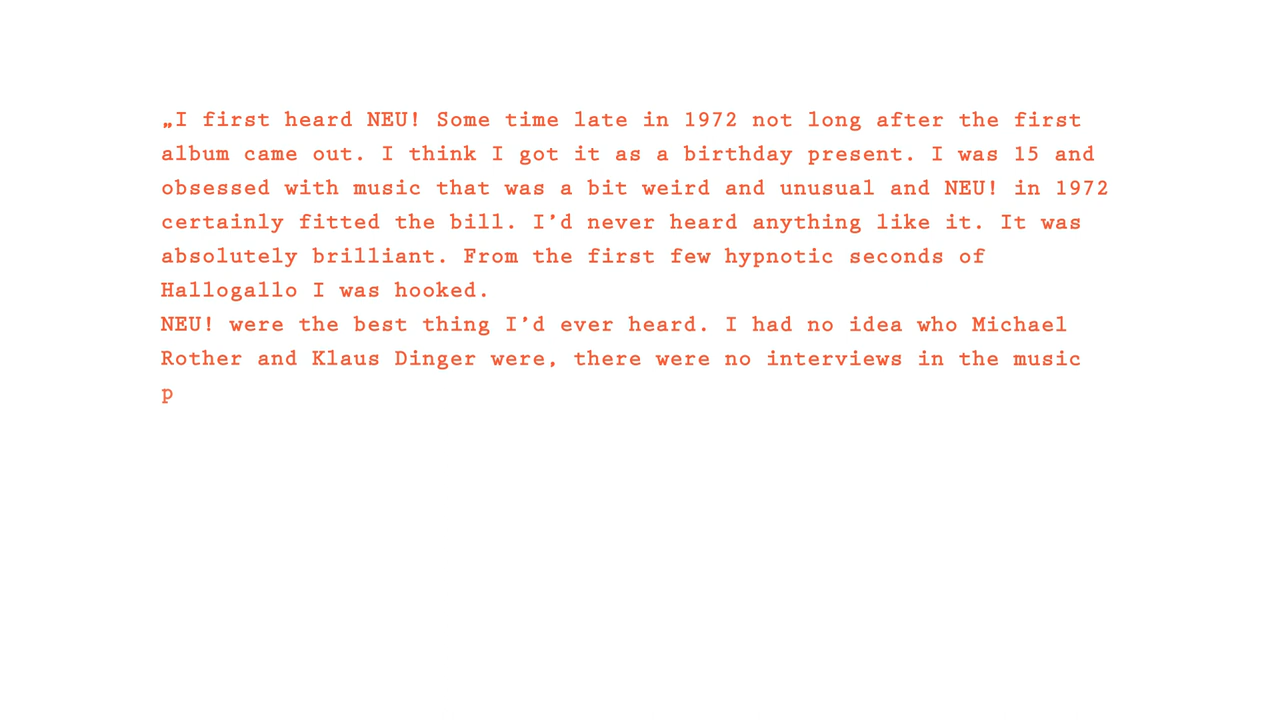 „I first heard NEU! Some time late in 1972 not long after the first
album came out. I think I got it as a birthday present. I was 15 and
obsessed with music that was a bit weird and unusual and NEU! in 1972
certainly fitted the bill. I’d never heard anything like it. It was
absolutely brilliant. From the first few hypnotic seconds of
Hallogallo I was hooked.
NEU! were the best thing I’d ever heard. I had no idea who Michael
Rother and Klaus Dinger were, there were no interviews in the music
p